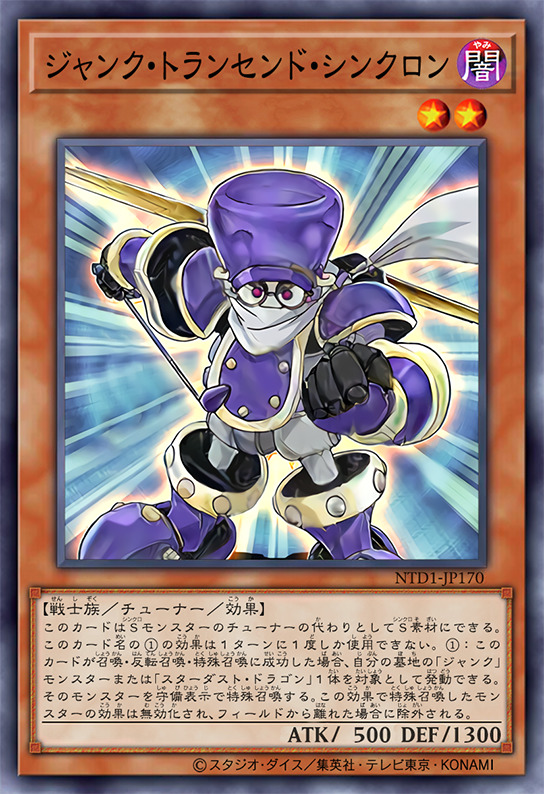 ジャンク・トランセンド・シンクロン
闇
やみ
NTD1-JP170
【戦士族／チューナー／効果】
このカードはSモンスターのチューナーの代わりとしてS素材にできる。
このカード名の①の効果は1ターンに1度しか使用できない。①：この
カードが召喚・反転召喚・特殊召喚に成功した場合、自分の墓地の「ジャンク」
モンスターまたは「スターダスト・ドラゴン」1体を対象として発動できる。
そのモンスターを守備表示で特殊召喚する。この効果で特殊召喚したモン
スターの効果は無効化され、フィールドから離れた場合に除外される。
ATK/ 500 DEF/1300
©スタジオ・ダイス／集英社・テレビ東京・KONAMI